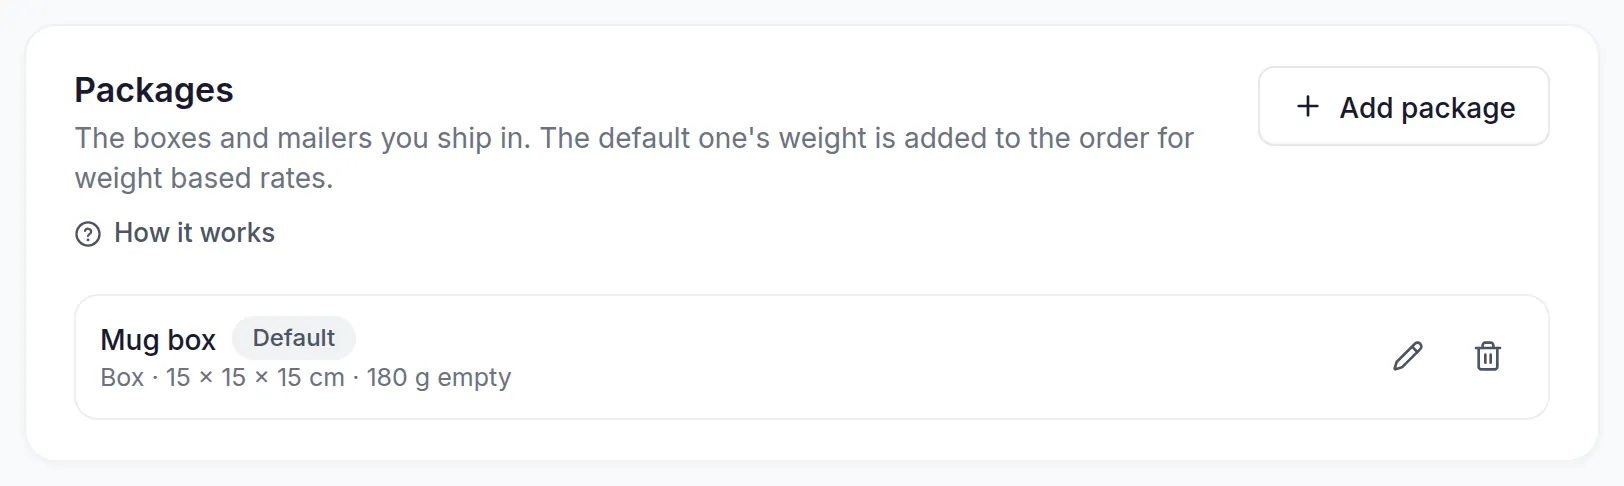 Packages
The boxes and mailers you ship in. The default one's weight is added to the order for
weight based rates.
How it works
Add package
Mug box Default
Box · 15 × 15 × 15 cm · 180 g empty